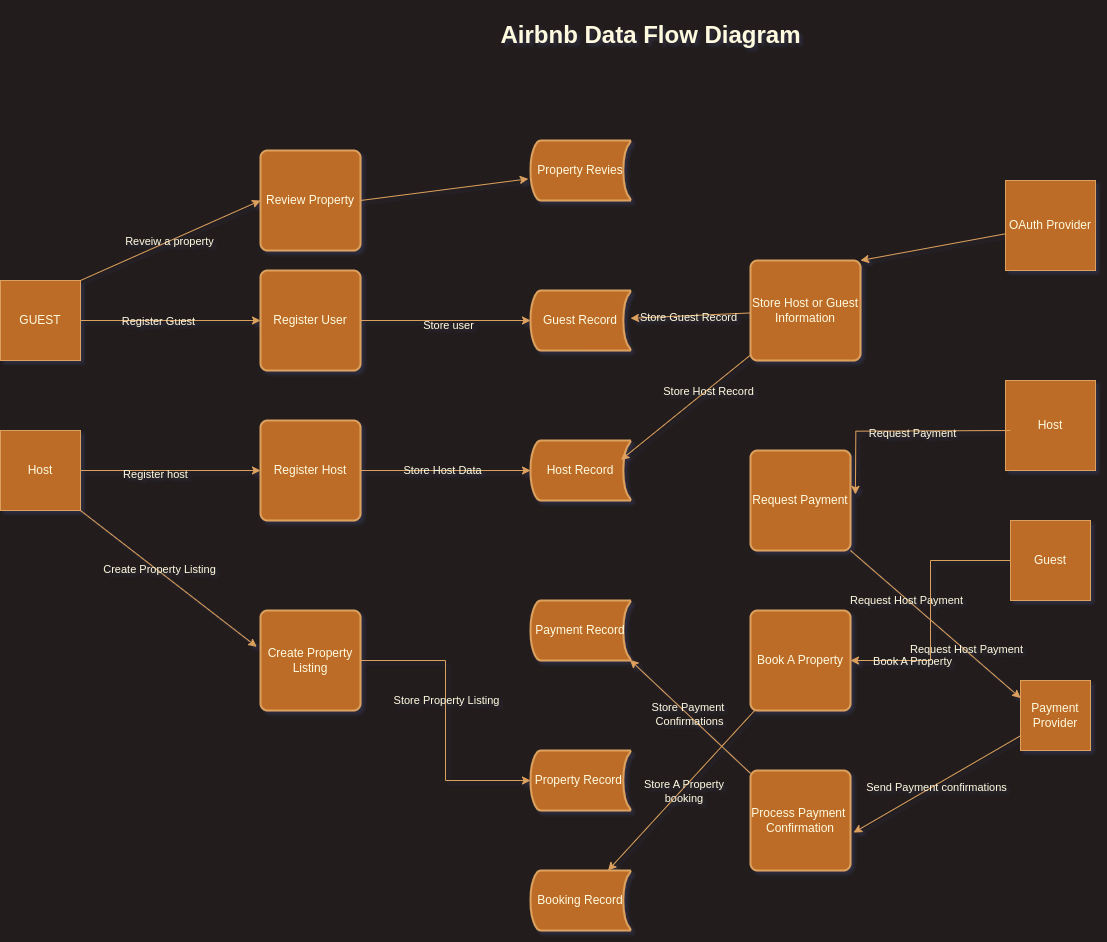 Airbnb Data Flow Diagram
Property Revies
Review Property
OAuth Provider
Reveiw a property
GUEST
Register Guest
Register User
Store user
Guest Record
Store Guest Record
Store Host or Guest
Information
Store Host Record
Host
Request Payment
Host
Register host
Register Host
Store Host Data
Host Record
Request Payment
Guest
Create Property Listing
Request Host Payment
Payment Record
Request Host Payment
Book A Property
Book A Property
Create Property
Listing
Store Property Listing
Store Payment
Confirmations
Payment
Provider
Property Record
Store A Property
booking
Send Payment confirmations
Process Payment
Confirmation
Booking Record